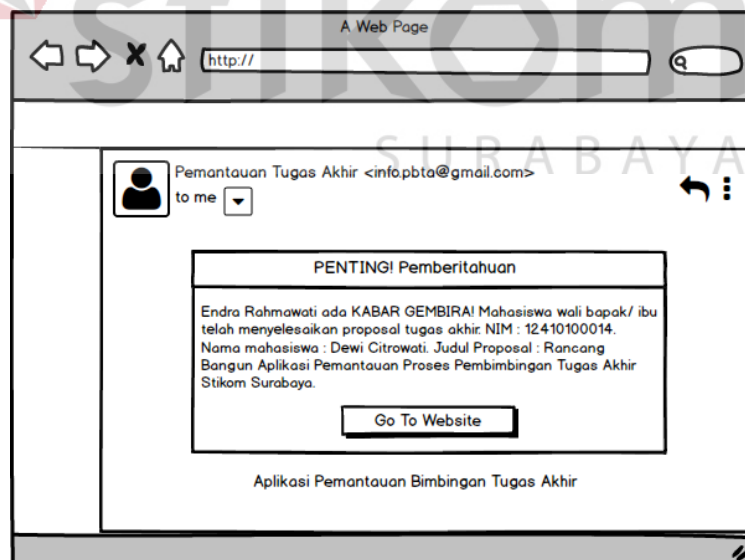 stikom
SURABAYA
A Web Page
http://
Pemantauan Tugas Akhir <info.pbta@gmail.com>
to me
PENTING! Pemberitahuan
Endra Rahmawati ada KABAR GEMBIRA! Mahasiswa wali bapak/ ibu
telah menyelesaikan proposal tugas akhir. NIM : 12410100014.
Nama mahasiswa : Dewi Citrowati. Judul Proposal : Rancang
Bangun Aplikasi Pemantauan Proses Pembimbingan Tugas Akhir
Stikom Surabaya.
Go To Website
Aplikasi Pemantauan Bimbingan Tugas Akhir